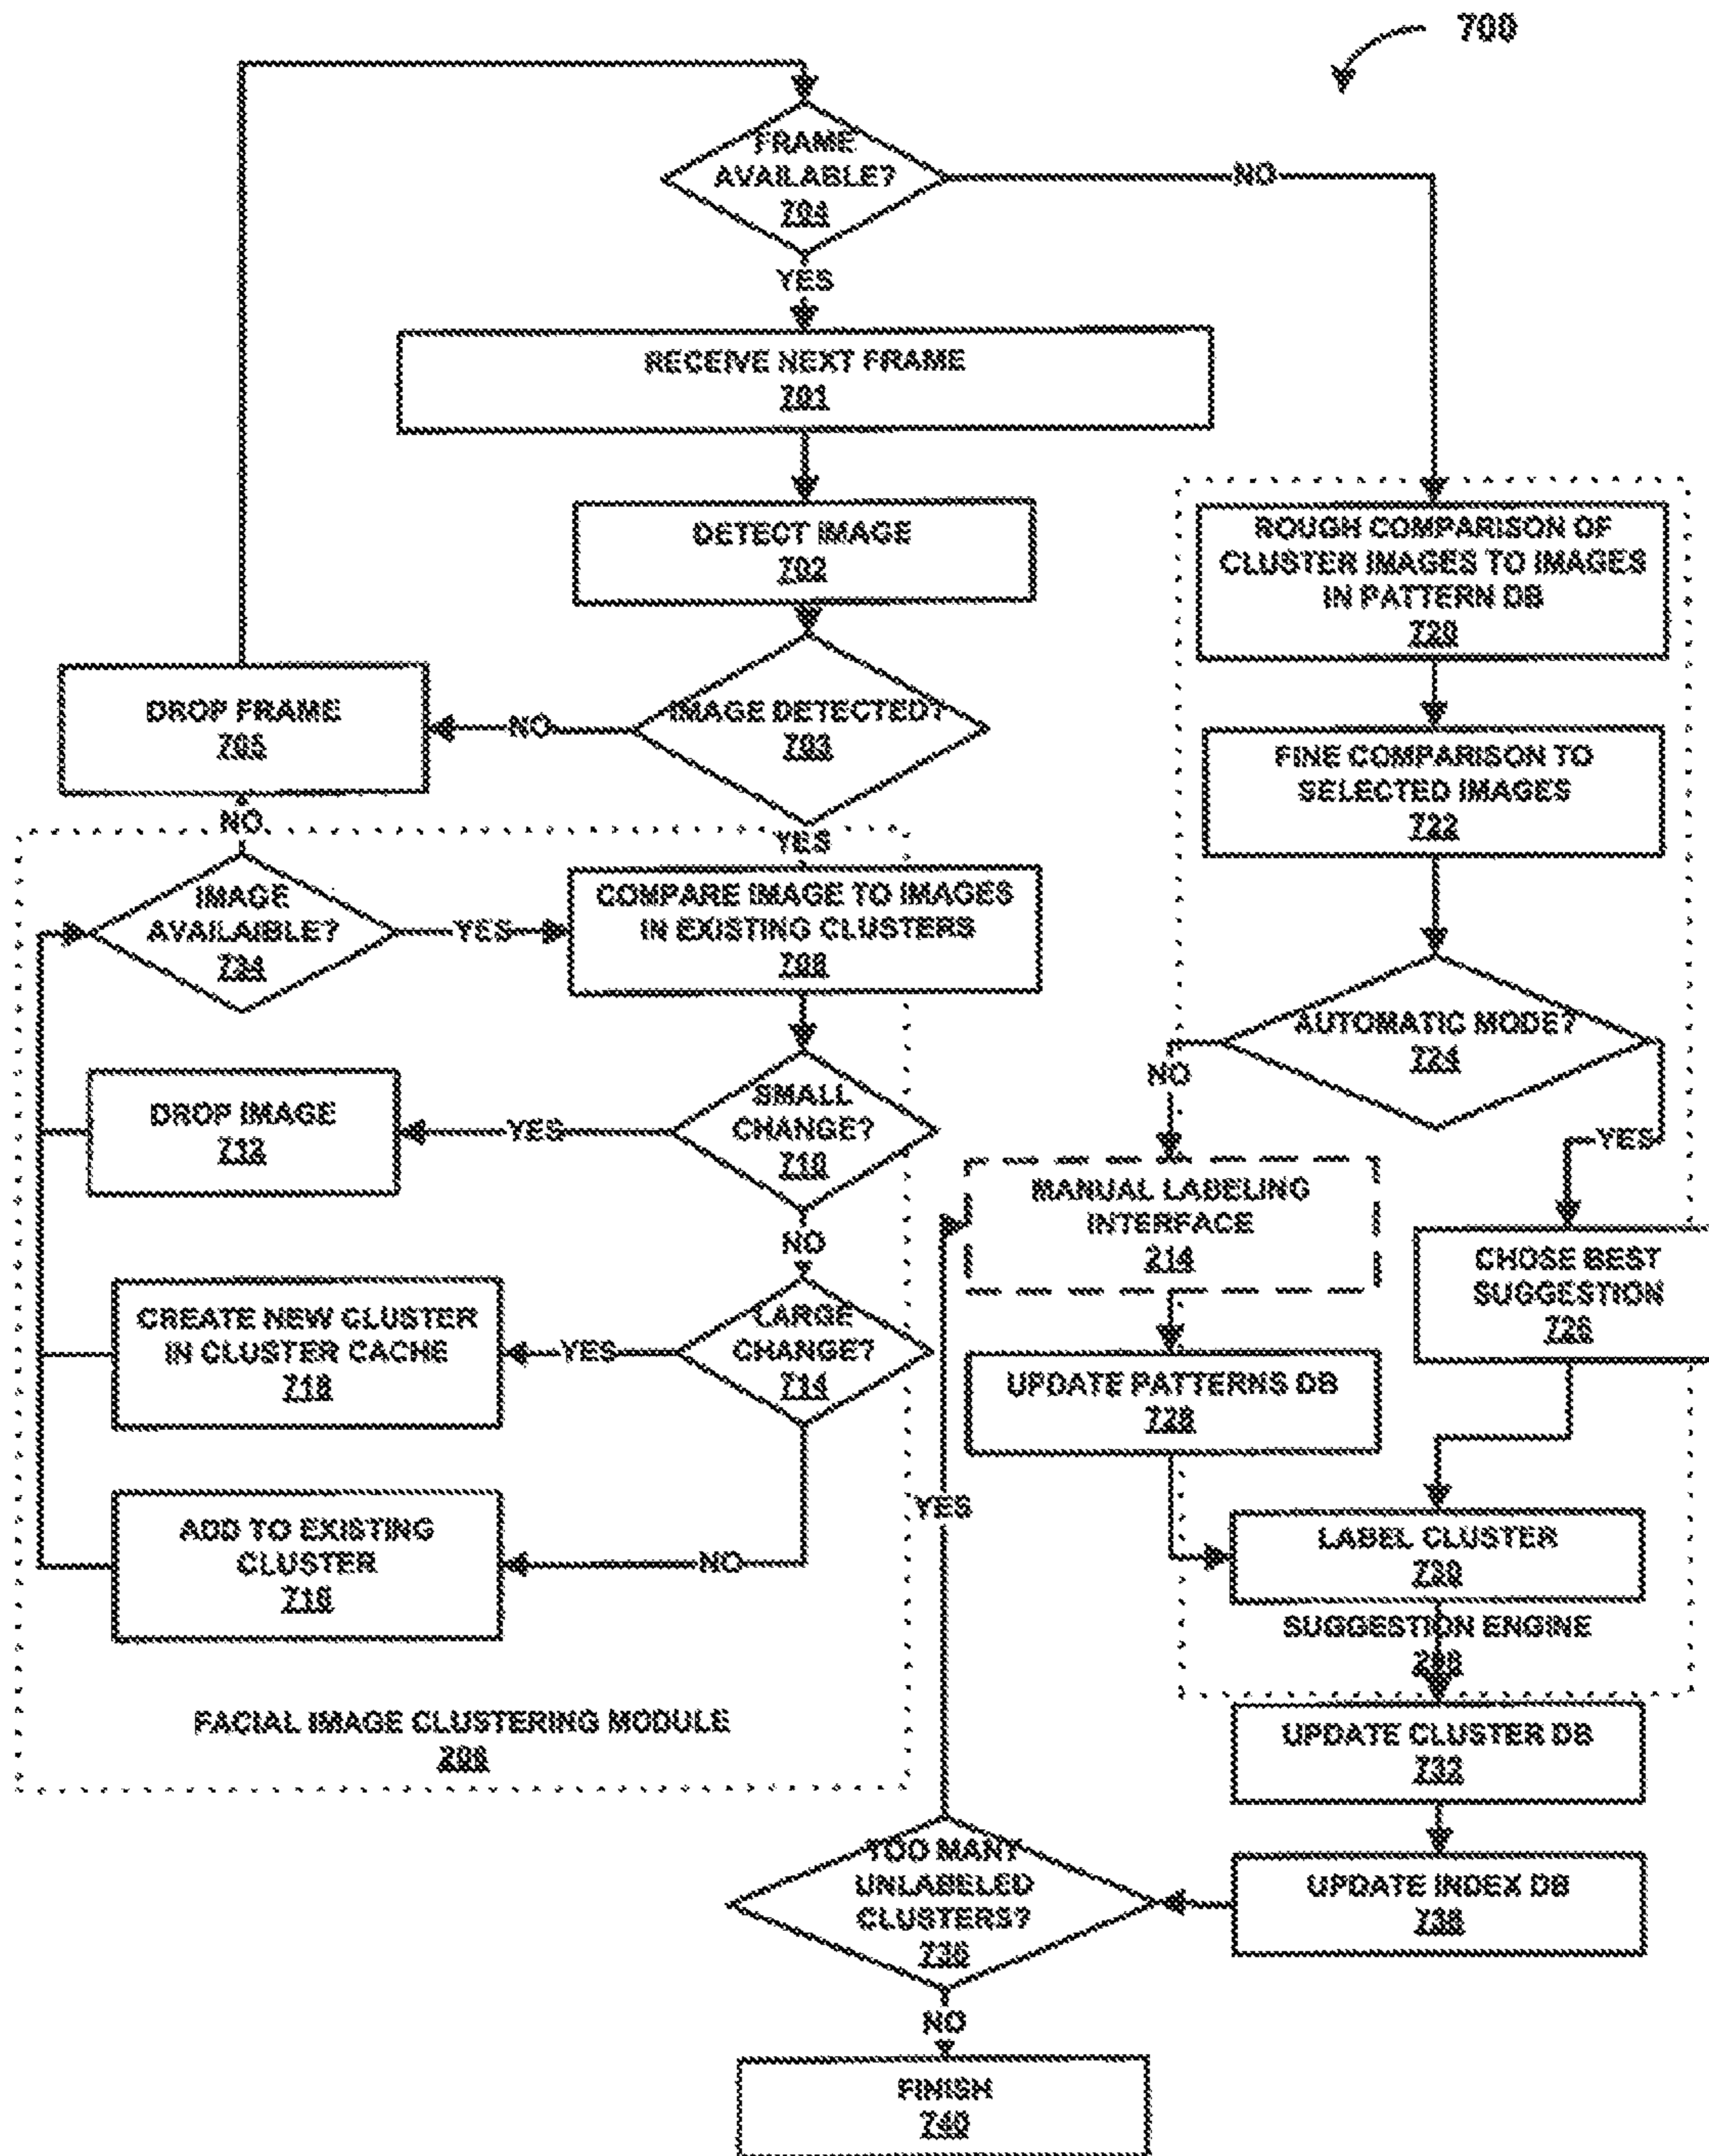 700
FRAME
AVAILABLE?
704
NO
YES
RECEIVE NEXT FRAME
701
DETECT IMAGE
702
IMAGE DETECTED?
703
NO
DROP FRAME
705
YES
NO
IMAGE
AVAILAIBLE?
734
YES
COMPARE IMAGE TO IMAGES
IN EXISTING CLUSTERS
708
SMALL
CHANGE?
710
YES
DROP IMAGE
712
NO
LARGE
CHANGE?
714
YES
CREATE NEW CLUSTER
IN CLUSTER CACHE
718
NO
ADD TO EXISTING
CLUSTER
716
FACIAL IMAGE CLUSTERING MODULE
206
ROUGH COMPARISON OF
CLUSTER IMAGES TO IMAGES
IN PATTERN DB
720
FINE COMPARISON TO
SELECTED IMAGES
722
AUTOMATIC MODE?
724
NO
YES
MANUAL LABELING
INTERFACE
214
CHOSE BEST
SUGGESTION
726
UPDATE PATTERNS DB
728
YES
LABEL CLUSTER
730
SUGGESTION ENGINE
UPDATE CLUSTER DB
732
UPDATE INDEX DB
738
TOO MANY
UNLABELED
CLUSTERS?
736
NO
FINISH
740